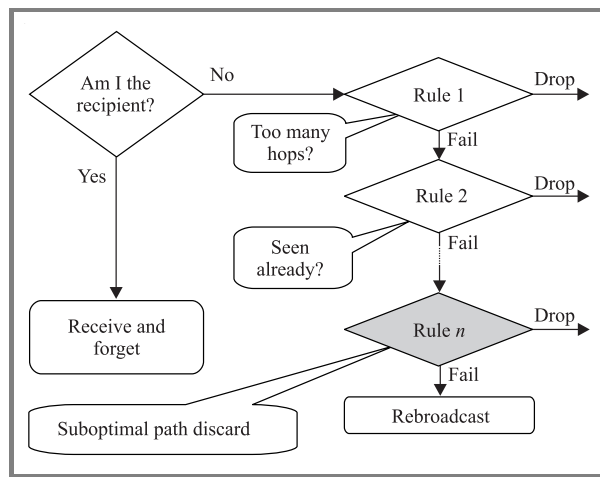 Am I the
recipient?
No
Rule 1
Drop
Too many
hops?
Fail
Yes
Rule 2
Drop
Seen
already?
Fail
Receive and
forget
Rule n
Drop
Fail
Suboptimal path discard
Rebroadcast